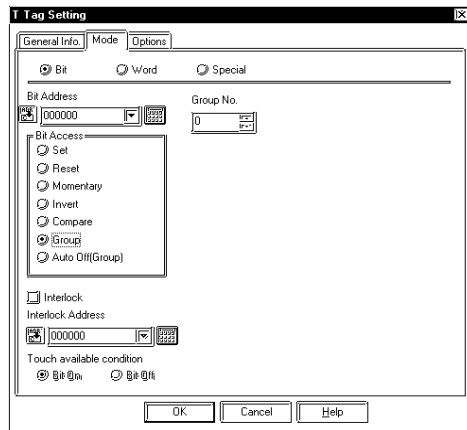 T Tag Setting
General Info. Mode Options
Bit Word Special
Bit Address
Group No.
000000
0
Bit Access
Set
Reset
Momentary
Invert
Compare
Group
Auto Off(Group)
Interlock
Interlock Address
000000
Touch available condition
Bit On Bit Off
OK Cancel Help